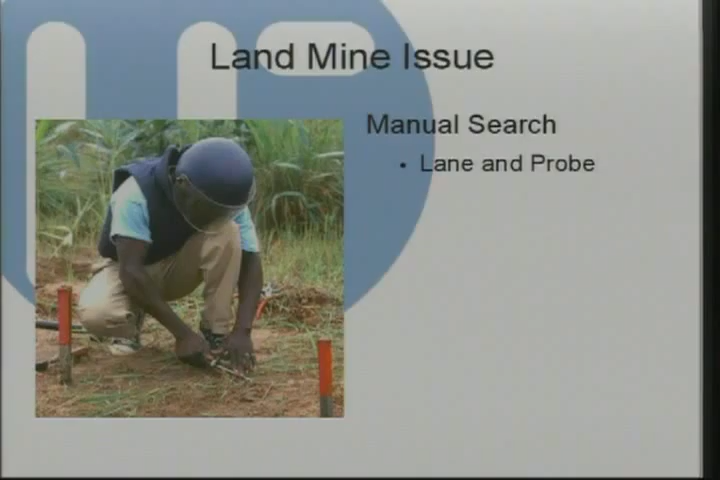 Land Mine Issue
Manual Search
• Lane and Probe